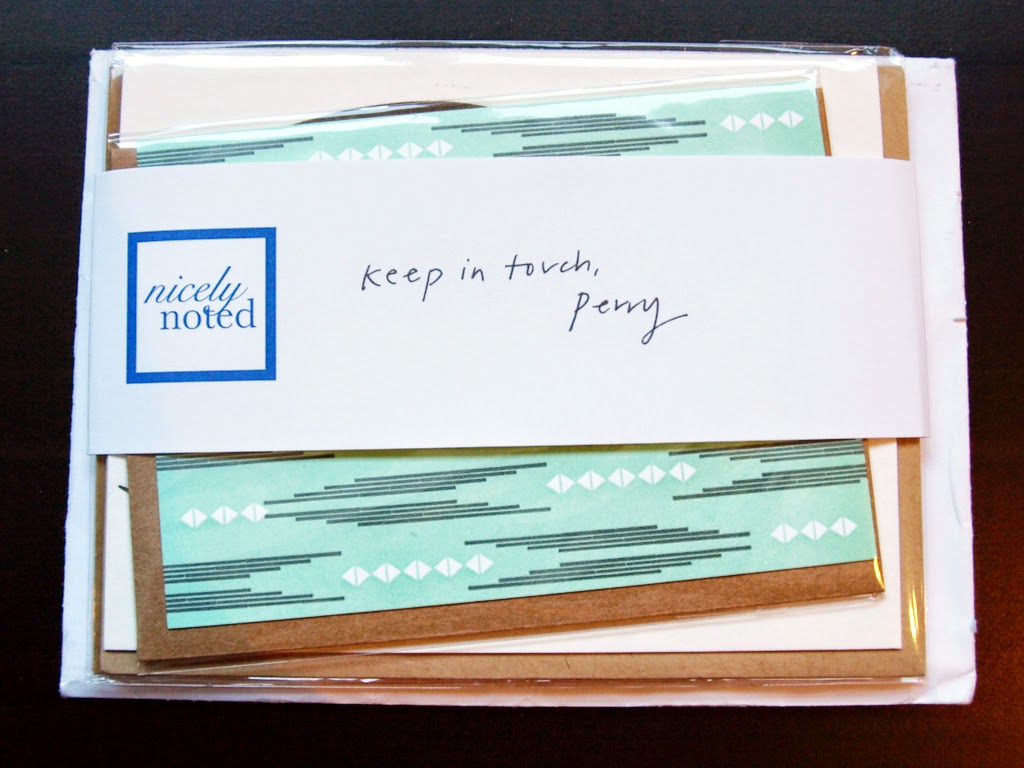 nicely
noted
Keep in touch,
Perry